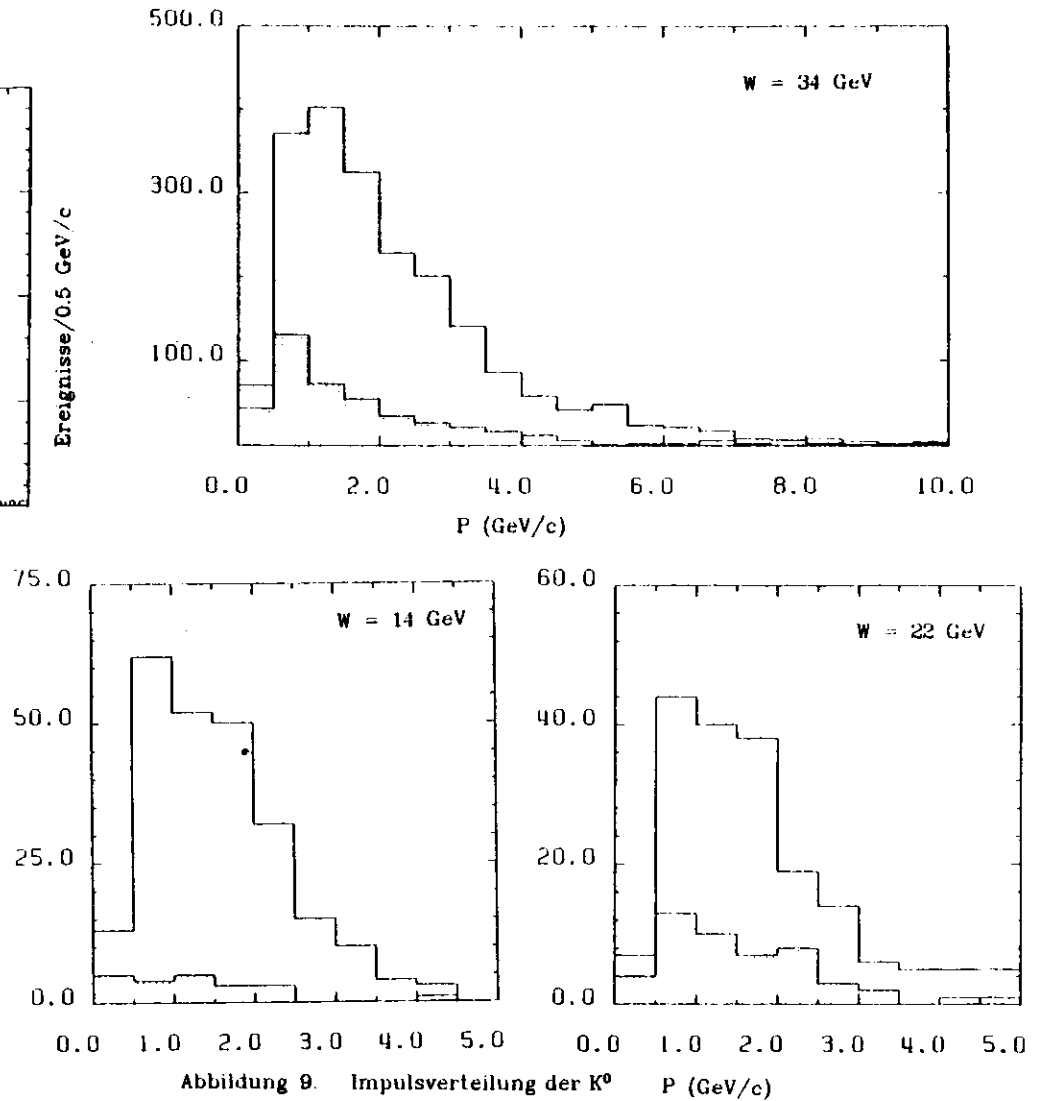 500.0
W = 34 GeV
300.0
Ereignisse/0.5 GeV/c
100.0
0.0 2.0 4.0 6.0 8.0 10.0
P (GeV/c)
75.0
W = 14 GeV
50.0
25.0
0.0
0.0 1.0 2.0 3.0 4.0 5.0
60.0
W = 22 GeV
40.0
20.0
0.0
0.0 1.0 2.0 3.0 4.0 5.0
Abbildung 9. Impulsverteilung der K⁰ P (GeV/c)